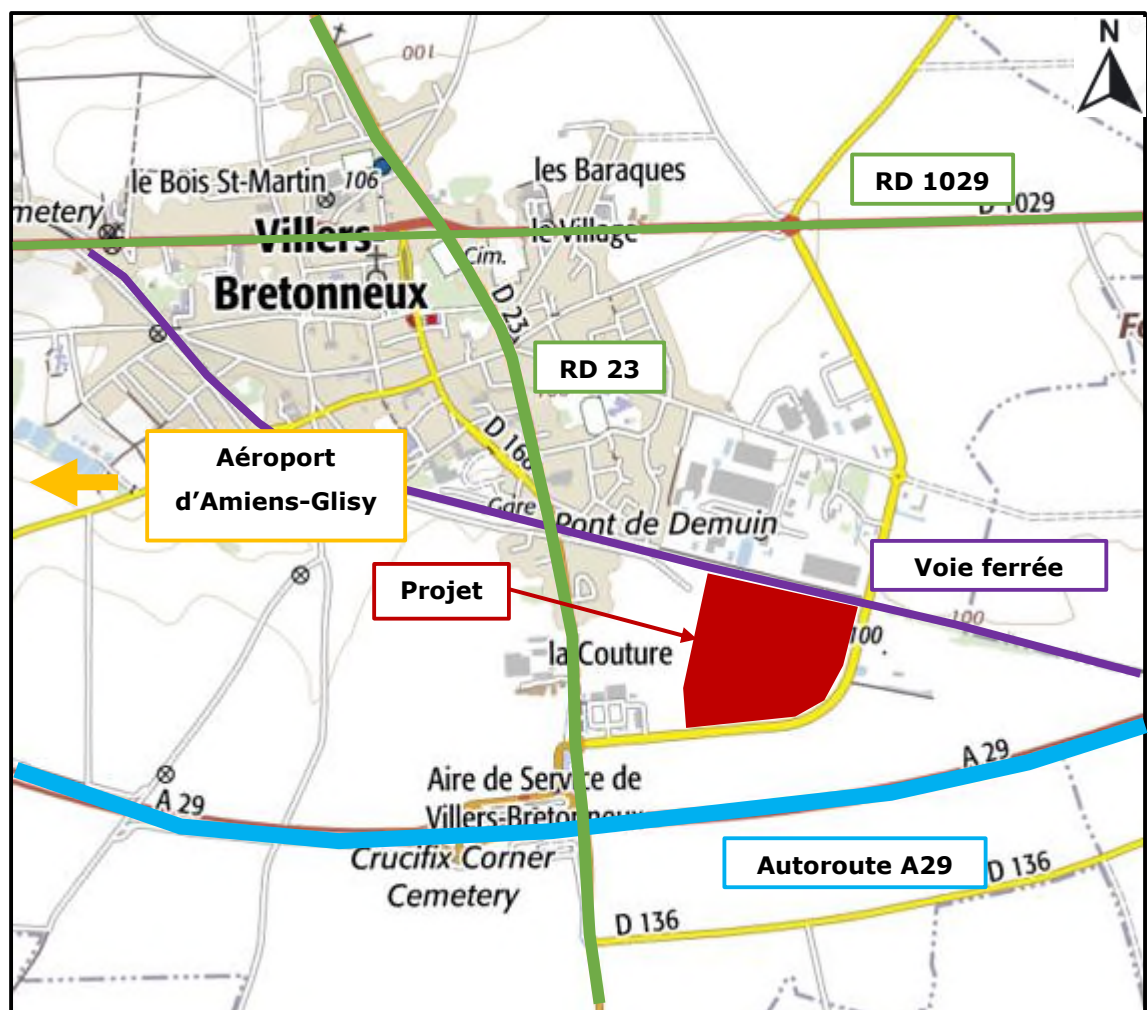 N
100
le Bois St-Martin 106
les Baraques
RD 1029
D 1029
metery
Villers
Bretonneux
le Village
Cim.
D 23
RD 23
Aéroport
d'Amiens-Glisy
D 168
Gare
Pont de Demuin
Voie ferrée
Projet
100
100
la Couture
A 29
A 29
Aire de Service de
Villers-Bretonneux
Crucifix Corner
Cemetery
Autoroute A29
D 136
D 136